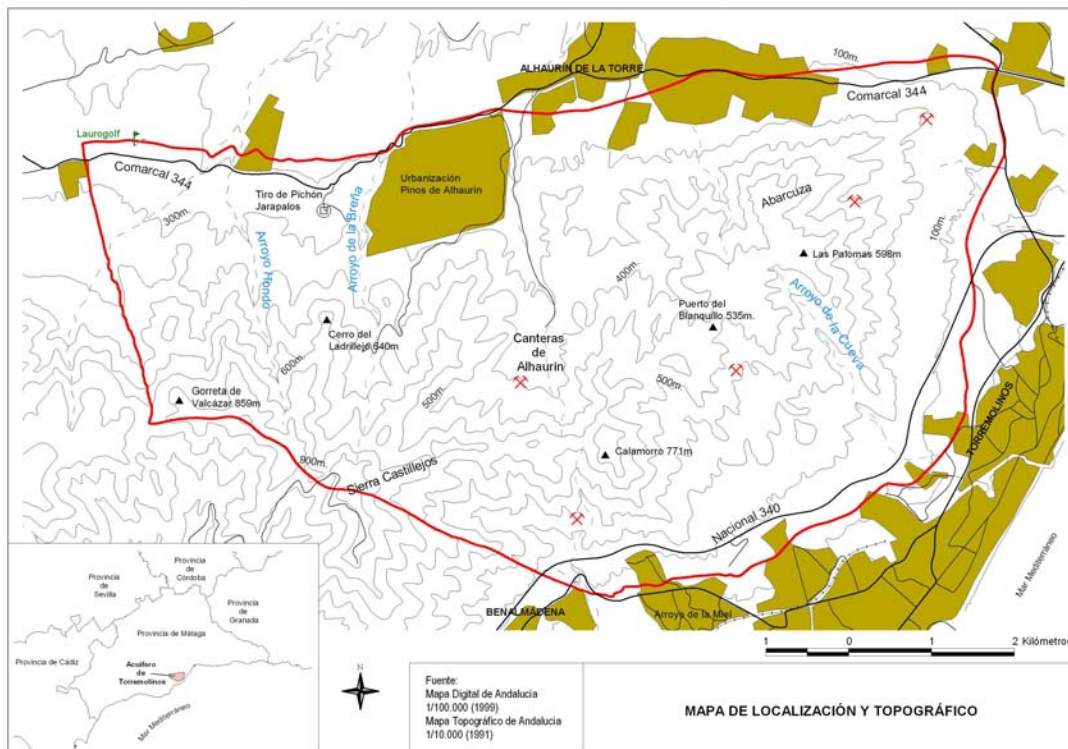 ALHAURÍN DE LA TORRE
100m.
Comarcal 344
Laurogolf
Comarcal 344
Urbanización
Pinos de Alhaurin
Tiro de Pichón
Jarapalos
Abarcuza
300m.
Arroyo Hondo
Arroyo de la Breña
100m.
Las Palomas 598m
400m.
Arroyo de la Cueva
Puerto del
Blanquillo 535m.
Cerro del
Ladrillejo 640m
Canteras
de
Alhaurín
600m.
500m.
500m.
Gorreta de
Valcázar 859m
TORREMOLINOS
Calamorro 771m
900m.
Sierra Castillejos
Nacional 340
Mar Mediterráneo
BENALMÁDENA
Arroyo de la Miel
1 0 1 2 Kilómetros
Provincia
de
Sevilla
Provincia
de
Córdoba
Provincia
de
Granada
Provincia de Málaga
Provincia de Cádiz
Acuífero
de
Torremolinos
Mar Mediterráneo
N
Fuente:
Mapa Digital de Andalucia
1/100.000 (1999)
Mapa Topográfico de Andalucia
1/10.000 (1991)
MAPA DE LOCALIZACIÓN Y TOPOGRÁFICO